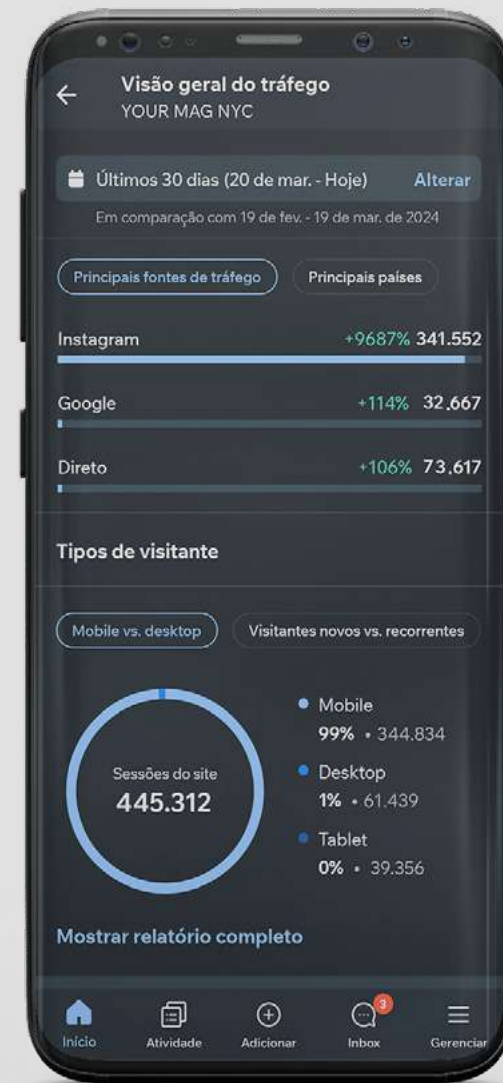 Visão geral do tráfego
YOUR MAG NYC
Últimos 30 dias (20 de mar. - Hoje) Alterar
Em comparação com 19 de fev. - 19 de mar. de 2024
Principais fontes de tráfego Principais países
Instagram +9687% 341.552
Google +114% 32.667
Direto +106% 73.617
Tipos de visitante
Mobile vs. desktop Visitantes novos vs. recorrentes
Mobile
99% • 344.834
Sessões do site
445.312
Desktop
1% • 61.439
Tablet
0% • 39.356
Mostrar relatório completo
3
Início Atividade Adicionar Inbox Gerenciar